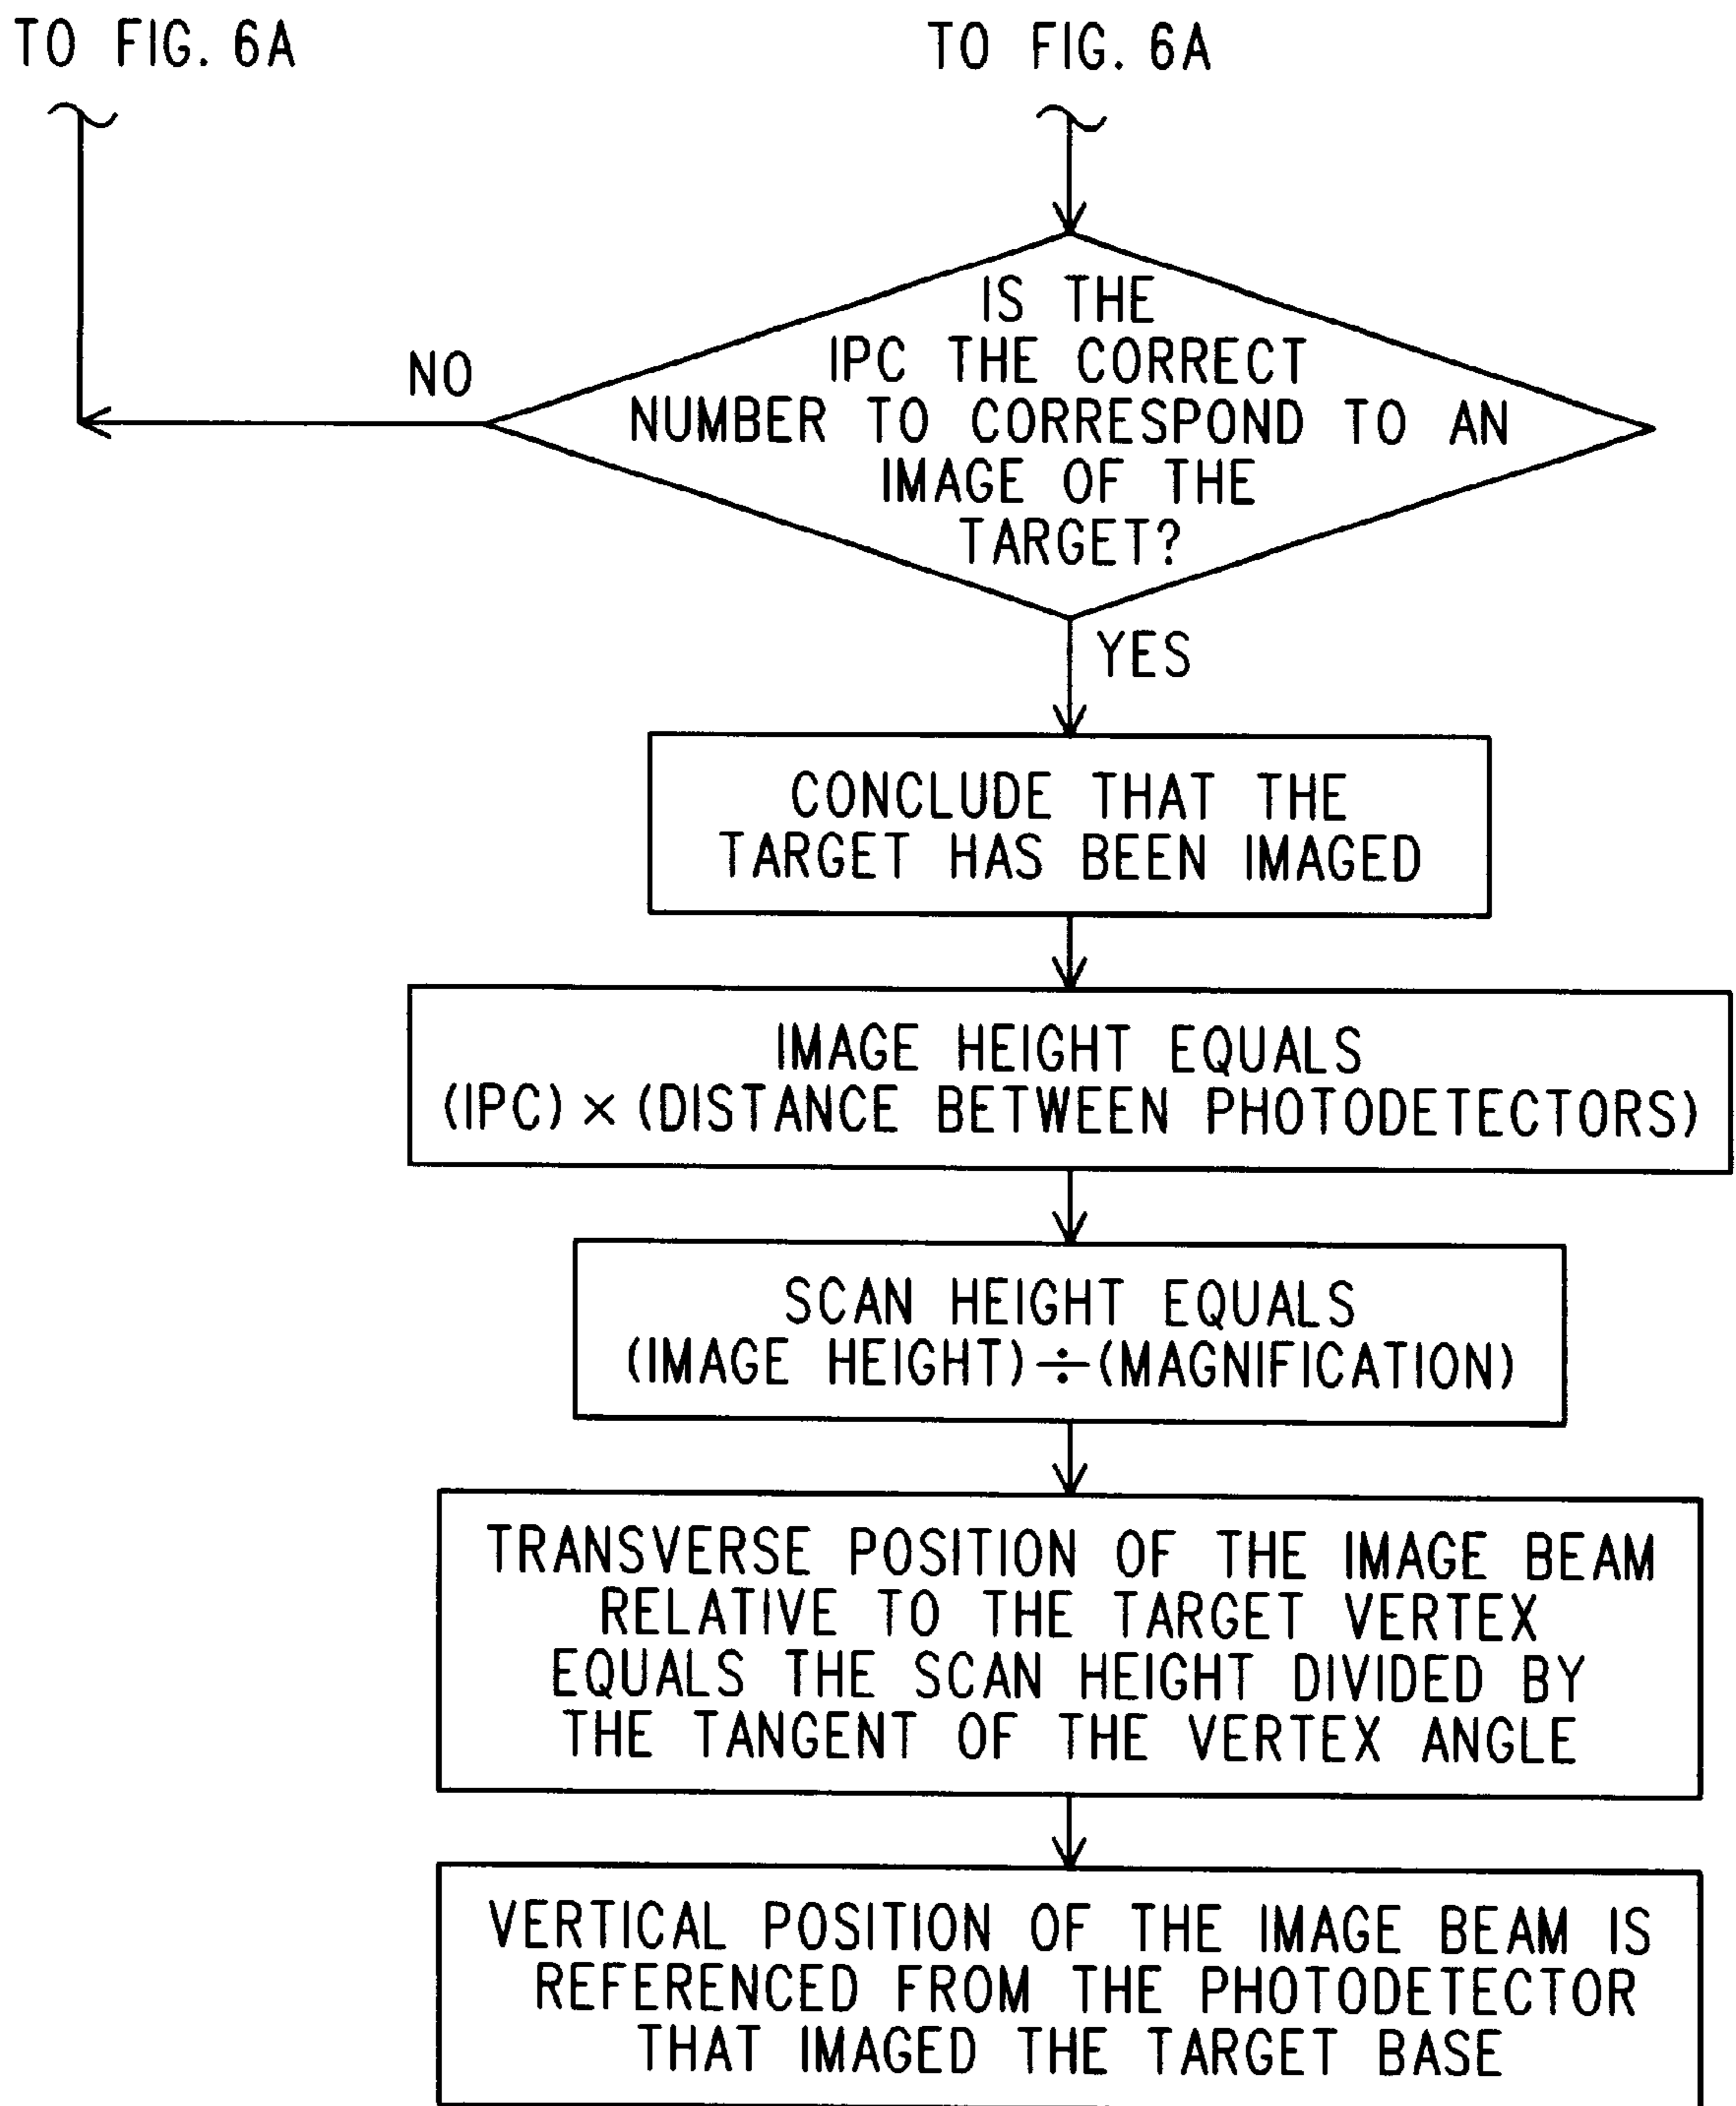 TO FIG. 6A
TO FIG. 6A
IS THE
IPC THE CORRECT
NUMBER TO CORRESPOND TO AN
IMAGE OF THE
TARGET?
NO
YES
CONCLUDE THAT THE
TARGET HAS BEEN IMAGED
IMAGE HEIGHT EQUALS
(IPC) × (DISTANCE BETWEEN PHOTODETECTORS)
SCAN HEIGHT EQUALS
(IMAGE HEIGHT) ÷ (MAGNIFICATION)
TRANSVERSE POSITION OF THE IMAGE BEAM
RELATIVE TO THE TARGET VERTEX
EQUALS THE SCAN HEIGHT DIVIDED BY
THE TANGENT OF THE VERTEX ANGLE
VERTICAL POSITION OF THE IMAGE BEAM IS
REFERENCED FROM THE PHOTODETECTOR
THAT IMAGED THE TARGET BASE